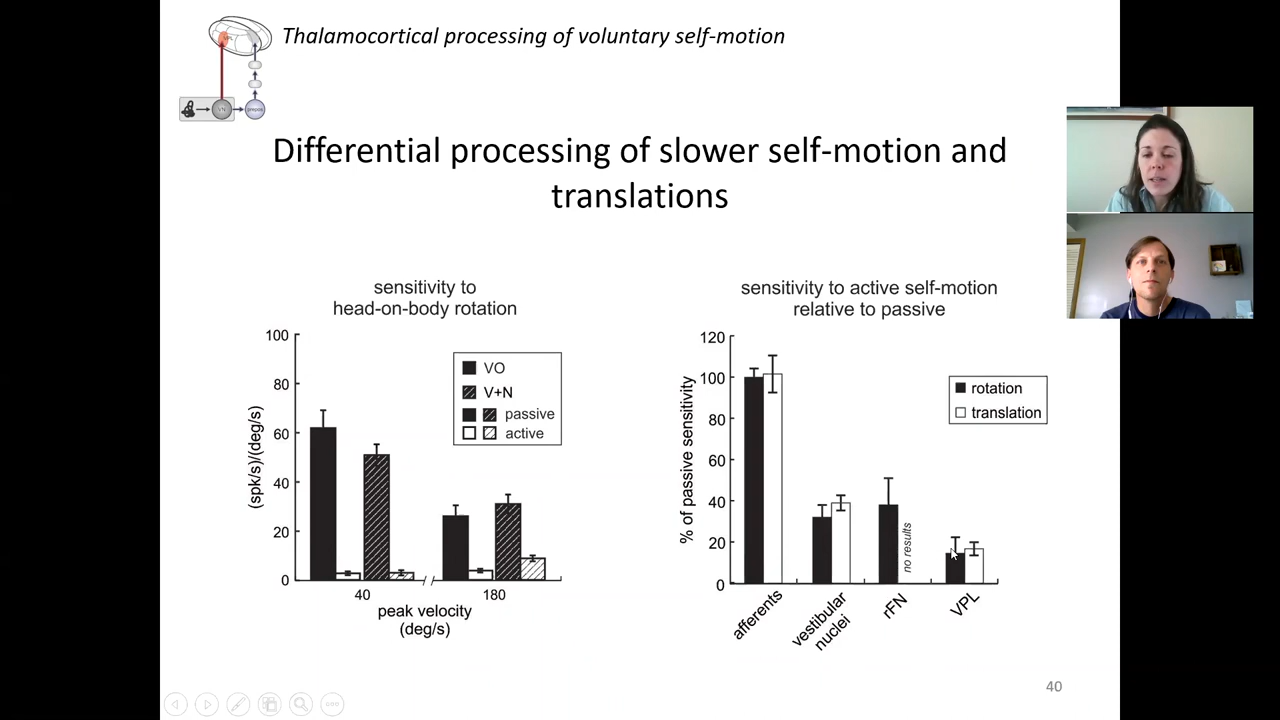 Thalamocortical processing of voluntary self-motion
VPL
VN
Differential processing of slower self-motion and
translations
sensitivity to
head-on-body rotation
(spk/s)/(deg/s)
100
80
60
40
20
0
VO
V+N
passive
active
40
180
peak velocity
(deg/s)
sensitivity to active self-motion
relative to passive
% of passive sensitivity
120
100
80
60
40
20
0
rotation
translation
no results
afferents
vestibular
nuclei
rFN
VPL
40